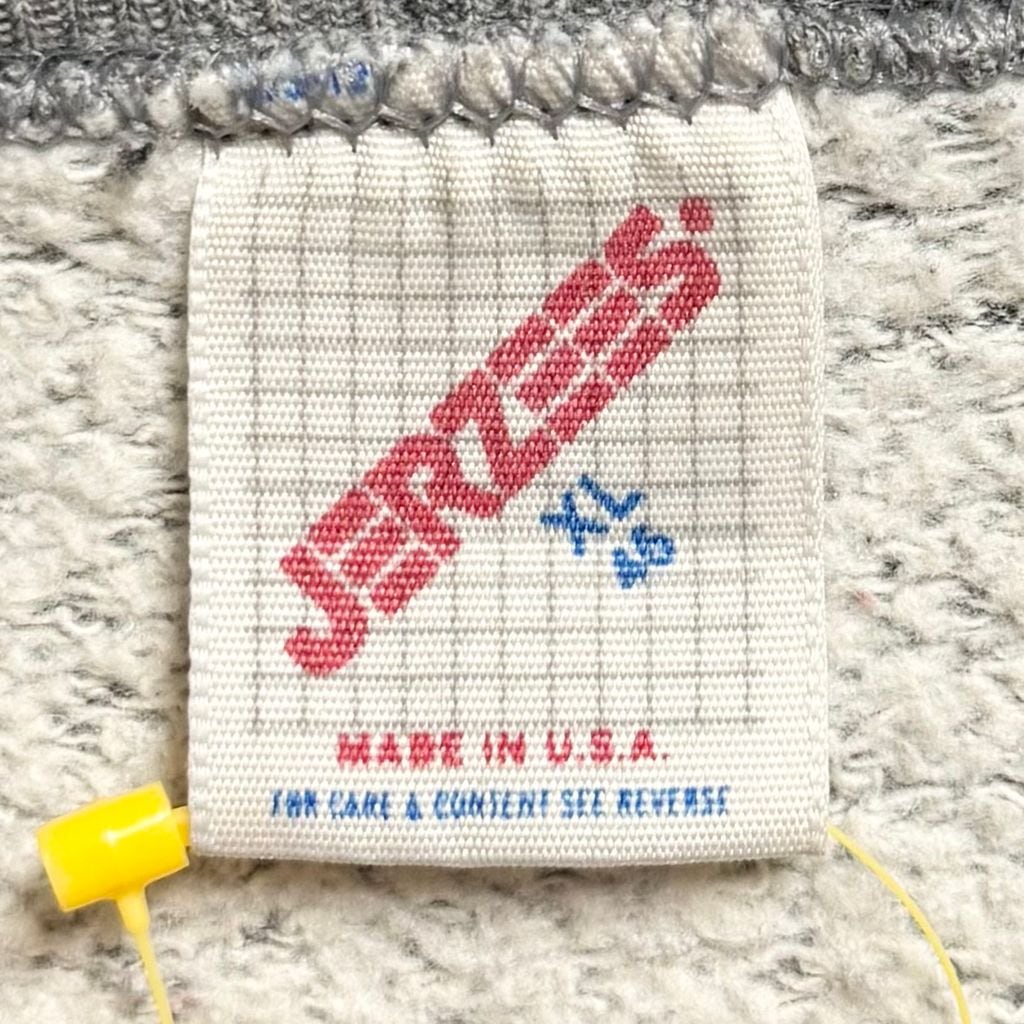 JERZEES.
XL
46
MADE IN U.S.A.
FOR CARE & CONTENT SEE REVERSE